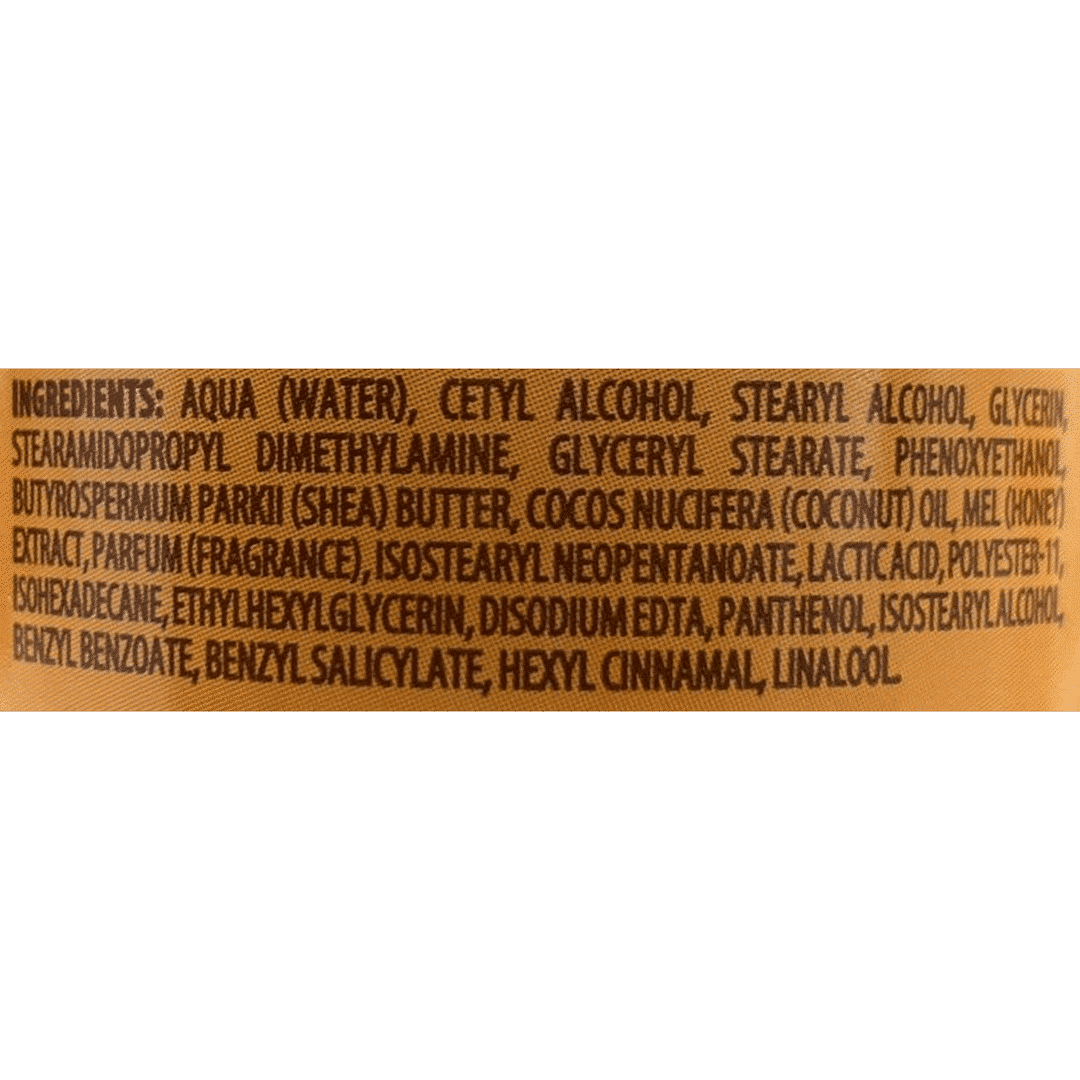 INGREDIENTS: AQUA (WATER), CETYL ALCOHOL, STEARYL ALCOHOL, GLYCERIN,
STEARAMIDOPROPYL DIMETHYLAMINE, GLYCERYL STEARATE, PHENOXYETHANOL,
BUTYROSPERMUM PARKII (SHEA) BUTTER, COCOS NUCIFERA (COCONUT) OIL, MEL (HONEY)
EXTRACT, PARFUM (FRAGRANCE), ISOSTEARYL NEOPENTANOATE, LACTIC ACID, POLYESTER-11,
ISOHEXADECANE, ETHYLHEXYLGLYCERIN, DISODIUM EDTA, PANTHENOL, ISOSTEARYL ALCOHOL,
BENZYL BENZOATE, BENZYL SALICYLATE, HEXYL CINNAMAL, LINALOOL.